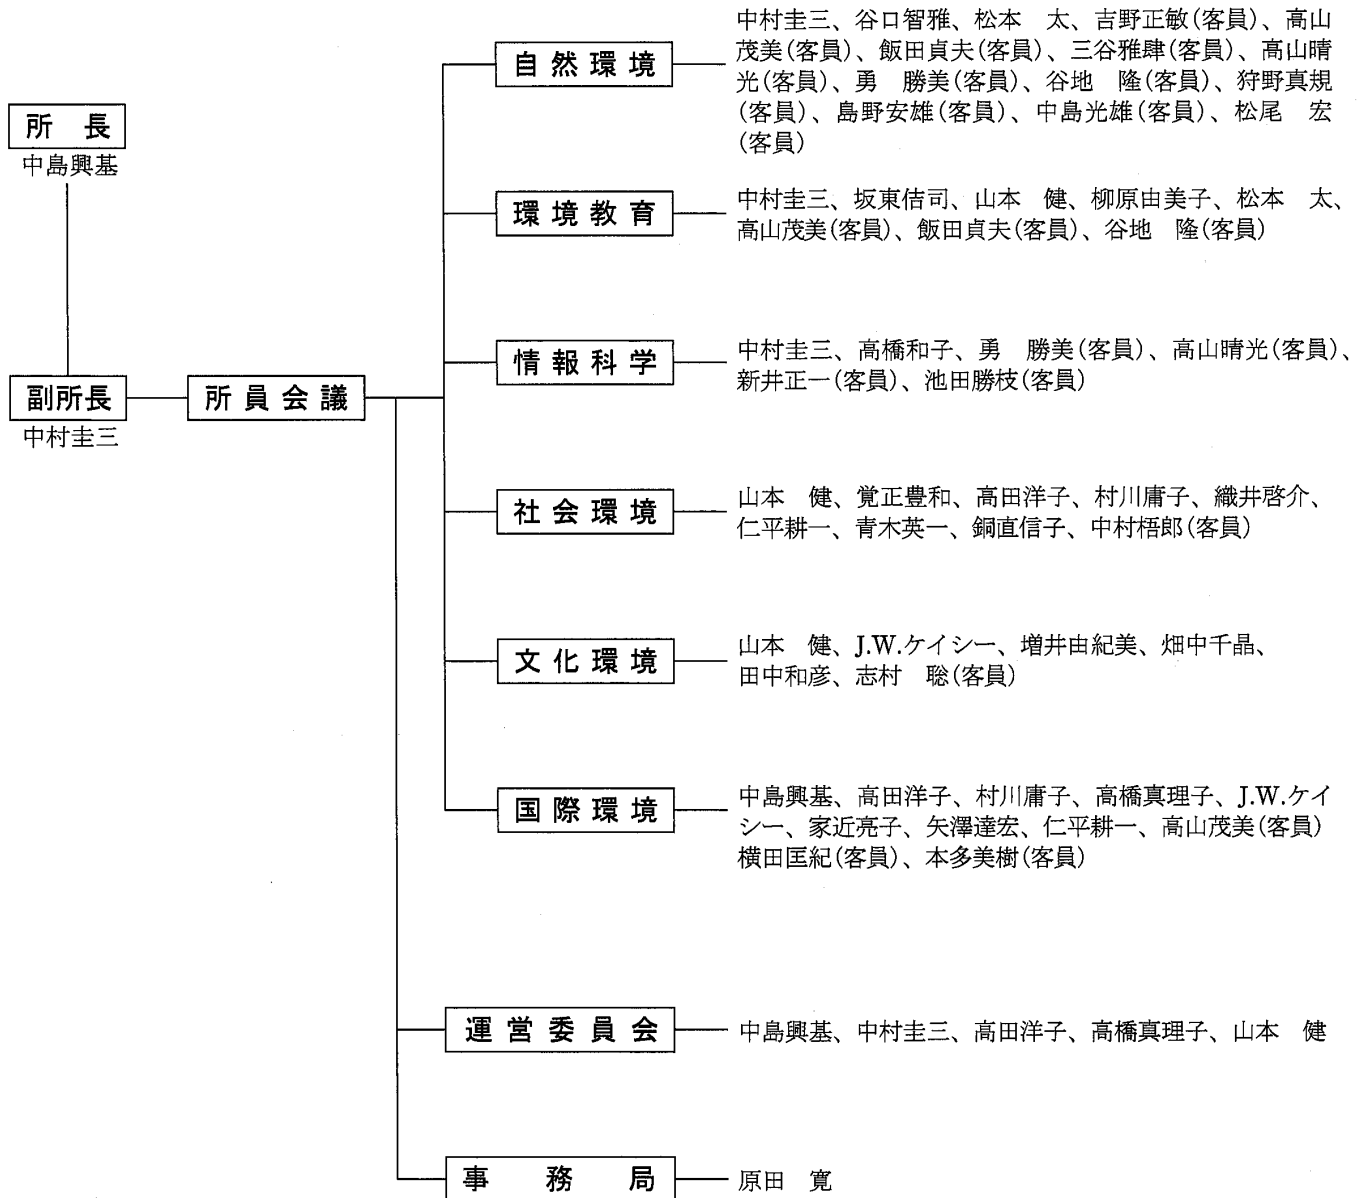 所　長
中島興基
副所長
中村圭三
所員会議
自然環境
中村圭三、谷口智雅、松本　太、吉野正敏(客員)、高山
茂美(客員)、飯田貞夫(客員)、三谷雅肆(客員)、高山晴
光(客員)、勇　勝美(客員)、谷地　隆(客員)、狩野真規
(客員)、島野安雄(客員)、中島光雄(客員)、松尾　宏
(客員)
環境教育
中村圭三、坂東佶司、山本　健、柳原由美子、松本　太、
高山茂美(客員)、飯田貞夫(客員)、谷地　隆(客員)
情報科学
中村圭三、高橋和子、勇　勝美(客員)、高山晴光(客員)、
新井正一(客員)、池田勝枝(客員)
社会環境
山本　健、覚正豊和、高田洋子、村川庸子、織井啓介、
仁平耕一、青木英一、銅直信子、中村梧郎(客員)
文化環境
山本　健、J.W.ケイシー、増井由紀美、畑中千晶、
田中和彦、志村　聡(客員)
国際環境
中島興基、高田洋子、村川庸子、高橋真理子、J.W.ケイ
シー、家近亮子、矢澤達宏、仁平耕一、高山茂美(客員)
横田匡紀(客員)、本多美樹(客員)
運営委員会
中島興基、中村圭三、高田洋子、高橋真理子、山本　健
事　務　局
原田　寛